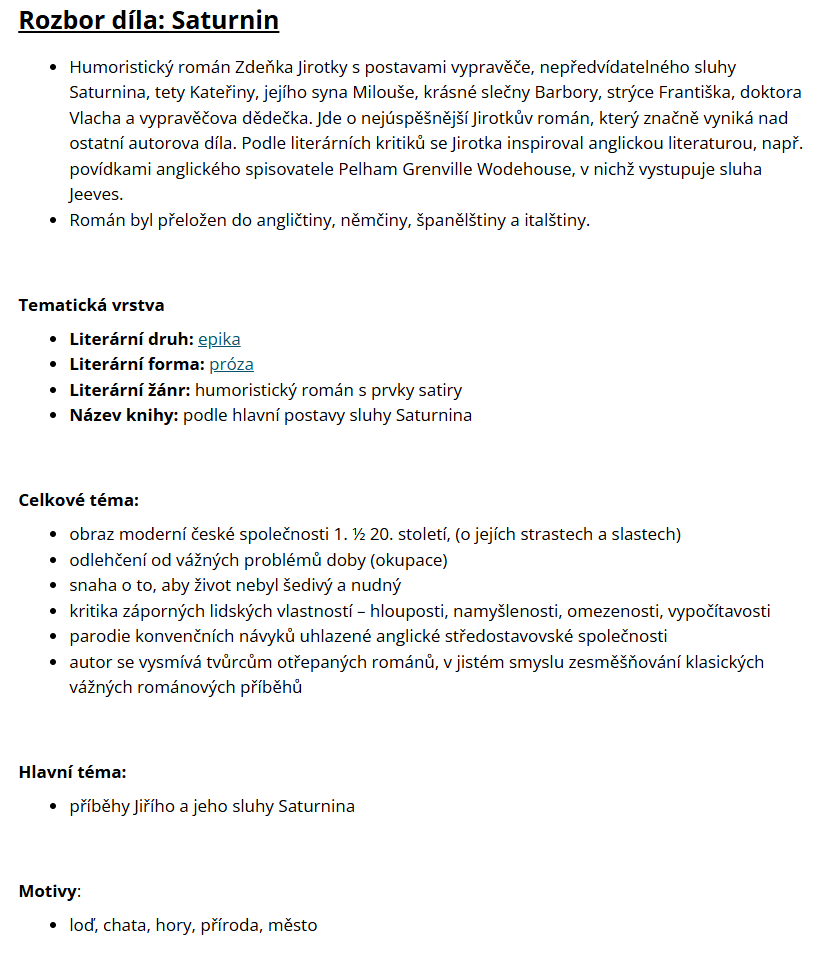 Rozbor díla: Saturnin
Humoristický román Zdeňka Jirotky s postavami vypravěče, nepředvídatelného sluhy
Saturnina, tety Kateřiny, jejího syna Milouše, krásné slečny Barbory, strýce Františka, doktora
Vlacha a vypravěčova dědečka. Jde o nejúspěšnější Jirotkův román, který značně vyniká nad
ostatní autorova díla. Podle literárních kritiků se Jirotka inspiroval anglickou literaturou, např.
povídkami anglického spisovatele Pelham Grenville Wodehouse, v nichž vystupuje sluha
Jeeves.
Román byl přeložen do angličtiny, němčiny, španělštiny a italštiny.
Tematická vrstva
Literární druh: epika
Literární forma: próza
Literární žánr: humoristický román s prvky satiry
Název knihy: podle hlavní postavy sluhy Saturnina
Celkové téma:
obraz moderní české společnosti 1. ½ 20. století, (o jejích strastech a slastech)
odlehčení od vážných problémů doby (okupace)
snaha o to, aby život nebyl šedivý a nudný
kritika záporných lidských vlastností – hlouposti, namyšlenosti, omezenosti, vypočítavosti
parodie konvenčních návyků uhlazené anglické středostavovské společnosti
autor se vysmívá tvůrcům otřepaných románů, v jistém smyslu zesměšňování klasických
vážných románových příběhů
Hlavní téma:
příběhy Jiřího a jeho sluhy Saturnina
Motivy:
loď, chata, hory, příroda, město